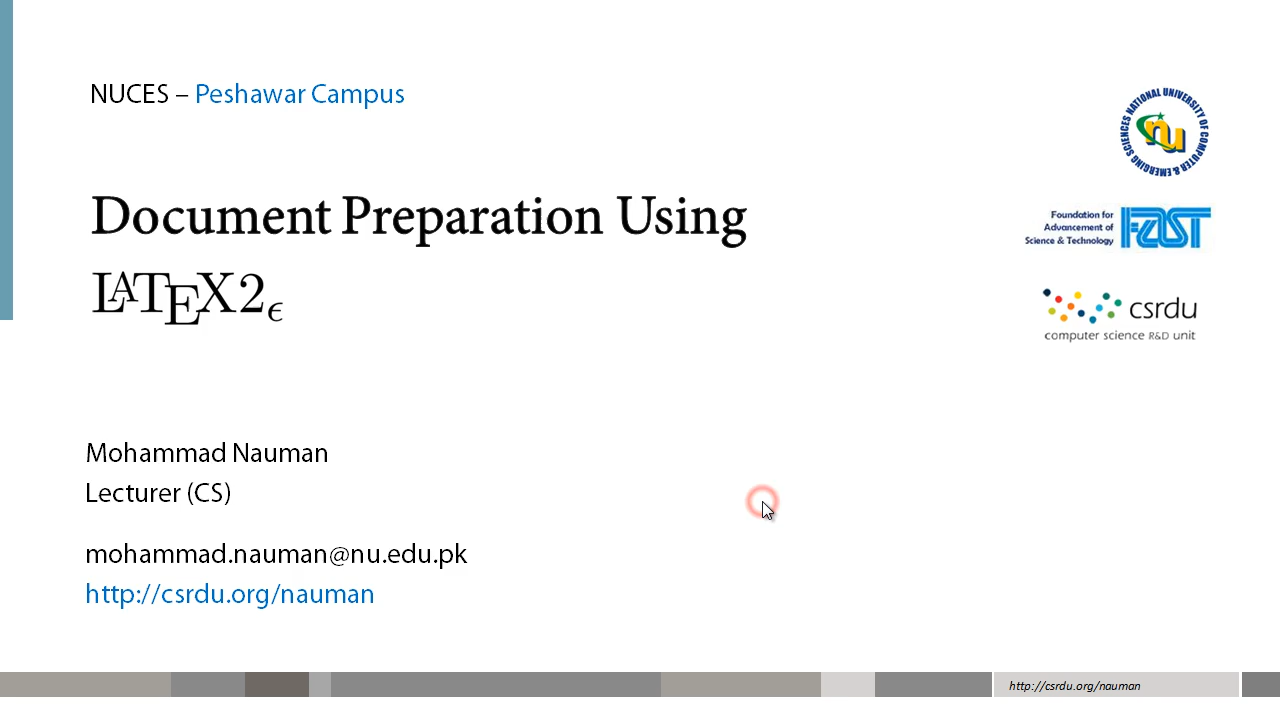 NUCES – Peshawar Campus
NATIONAL UNIVERSITY OF COMPUTER & EMERGING SCIENCES
nu
Document Preparation Using
LATEX2ϵ
Foundation for
Advancement of
Science & Technology
FAST
csrdu
computer science R&D unit
Mohammad Nauman
Lecturer (CS)
mohammad.nauman@nu.edu.pk
http://csrdu.org/nauman
http://csrdu.org/nauman